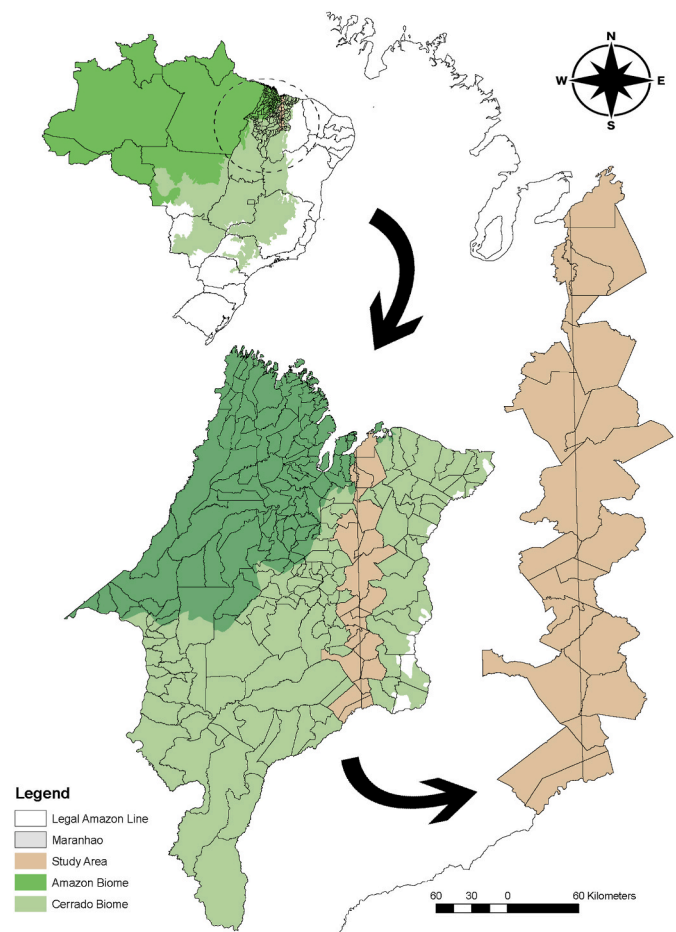 N
W E
S
Legend
Legal Amazon Line
Maranhao
Study Area
Amazon Biome
Cerrado Biome
60 30 0 60 Kilometers